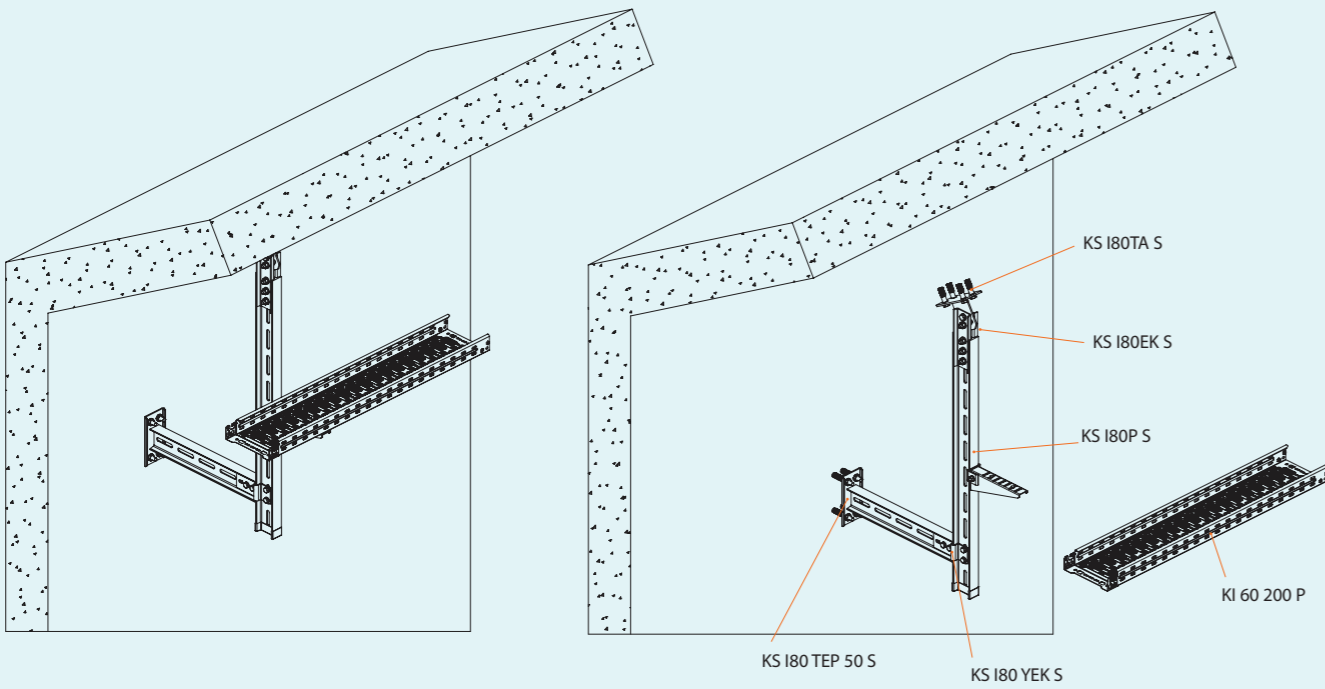 KS I80TA S
KS I80EK S
KS I80P S
KI 60 200 P
KS I80 TEP 50 S
KS I80 YEK S